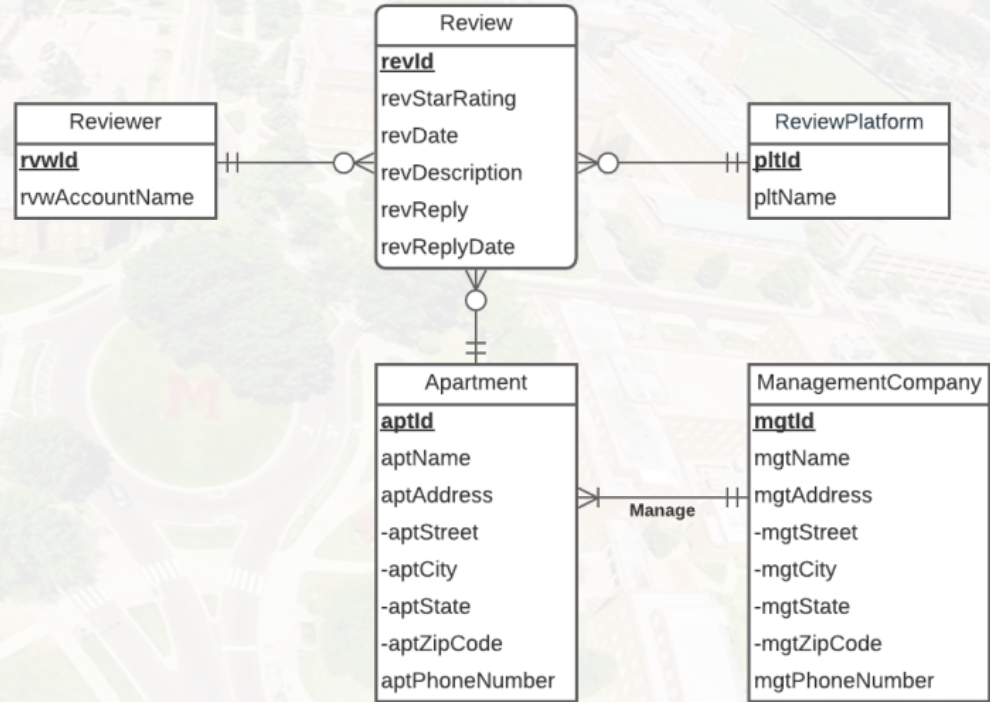 Review
revId
revStarRating
revDate
revDescription
revReply
revReplyDate
Reviewer
rvwId
rvwAccountName
ReviewPlatform
pltId
pltName
Apartment
aptId
aptName
aptAddress
-aptStreet
-aptCity
-aptState
-aptZipCode
aptPhoneNumber
Manage
ManagementCompany
mgtId
mgtName
mgtAddress
-mgtStreet
-mgtCity
-mgtState
-mgtZipCode
mgtPhoneNumber
M